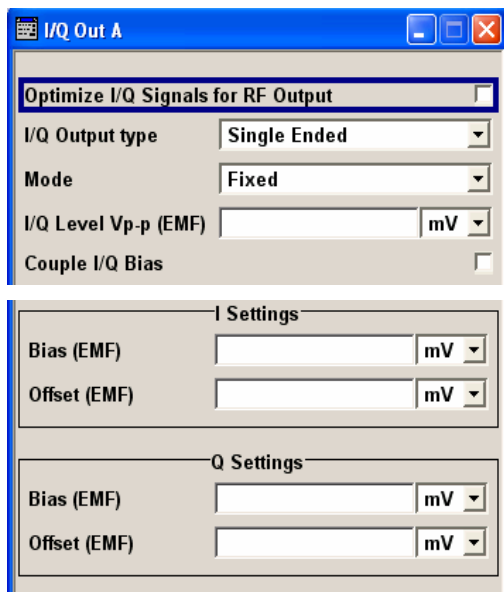 I/Q Out A
Optimize I/Q Signals for RF Output
I/Q Output type Single Ended
Mode Fixed
I/Q Level Vp-p (EMF) mV
Couple I/Q Bias
I Settings
Bias (EMF) mV
Offset (EMF) mV
Q Settings
Bias (EMF) mV
Offset (EMF) mV